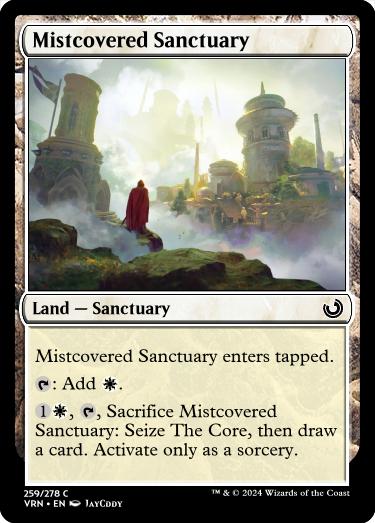 Mistcovered Sanctuary
Land — Sanctuary
Mistcovered Sanctuary enters tapped.
: Add .
1 , , Sacrifice Mistcovered
Sanctuary: Seize The Core, then draw
a card. Activate only as a sorcery.
259/278 C
VRN • EN JayCddy
™ & © 2024 Wizards of the Coast